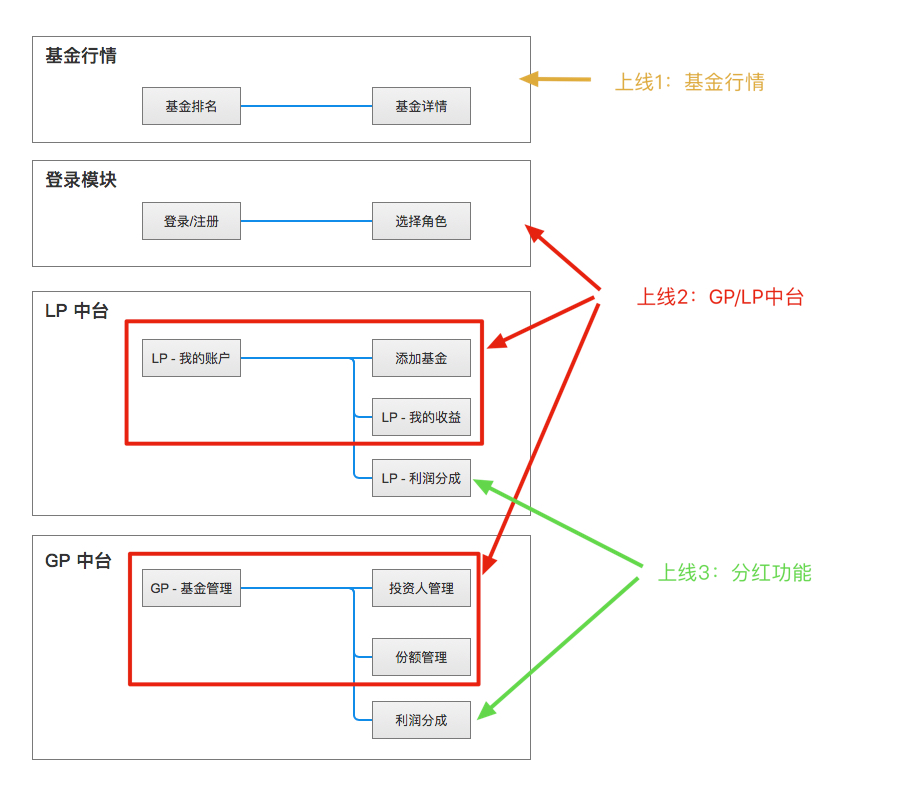 基金行情
基金排名
基金详情
上线1：基金行情
登录模块
登录/注册
选择角色
上线2：GP/LP中台
LP 中台
LP - 我的账户
添加基金
LP - 我的收益
LP - 利润分成
GP 中台
GP - 基金管理
投资人管理
上线3：分红功能
份额管理
利润分成